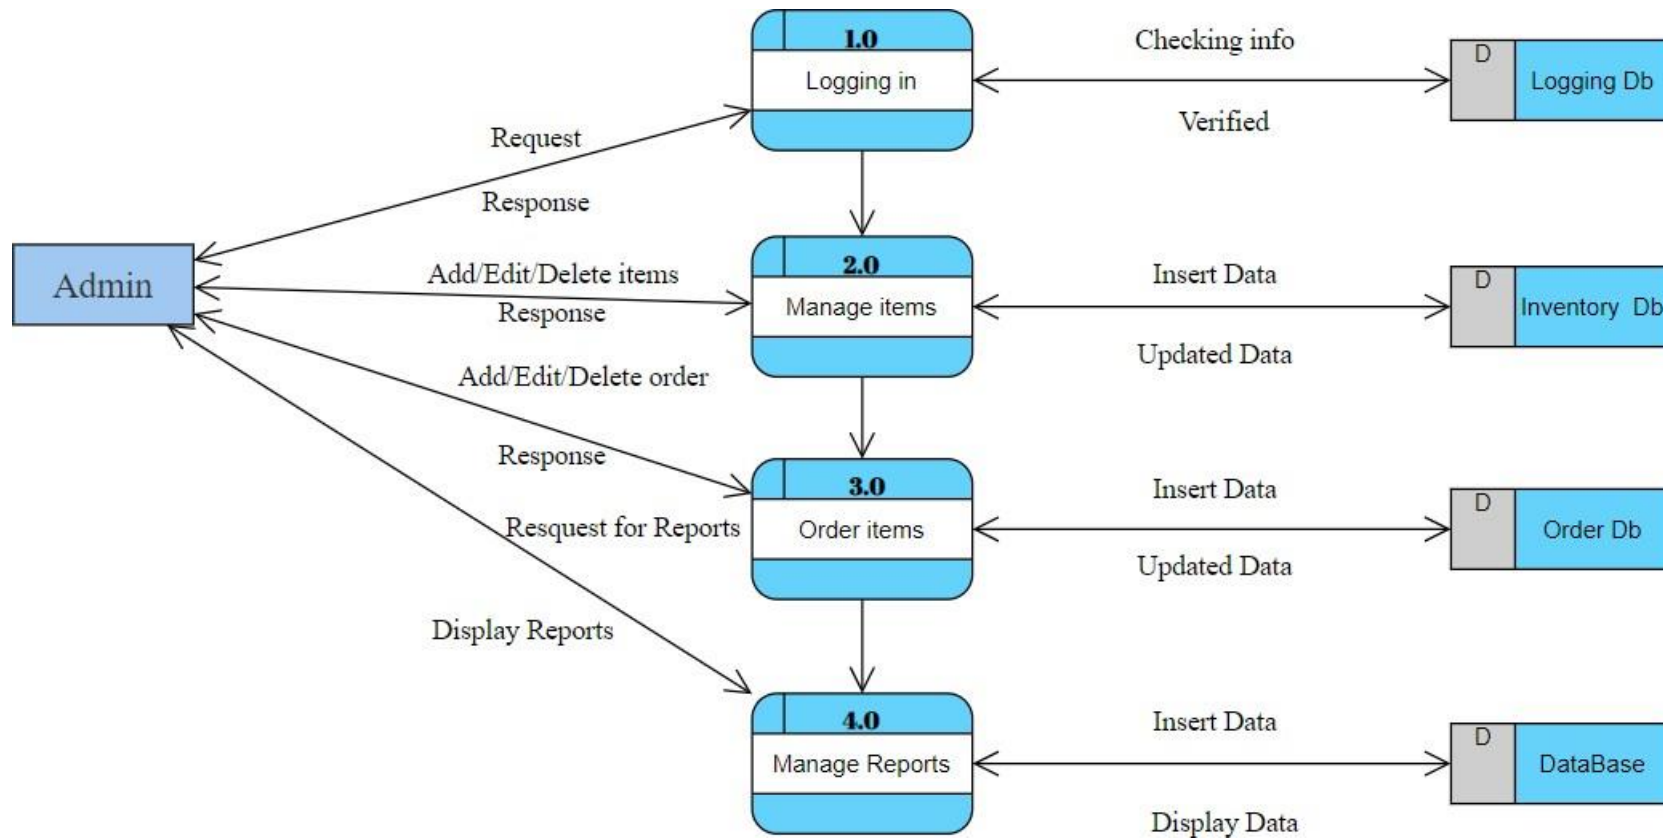 1.0
Logging in
Checking info
Verified
D
Logging Db
Request
Response
Admin
Add/Edit/Delete items
Response
2.0
Manage items
Insert Data
Updated Data
D
Inventory Db
Add/Edit/Delete order
Response
3.0
Order items
Insert Data
Updated Data
D
Order Db
Resquest for Reports
Display Reports
4.0
Manage Reports
Insert Data
Display Data
D
DataBase